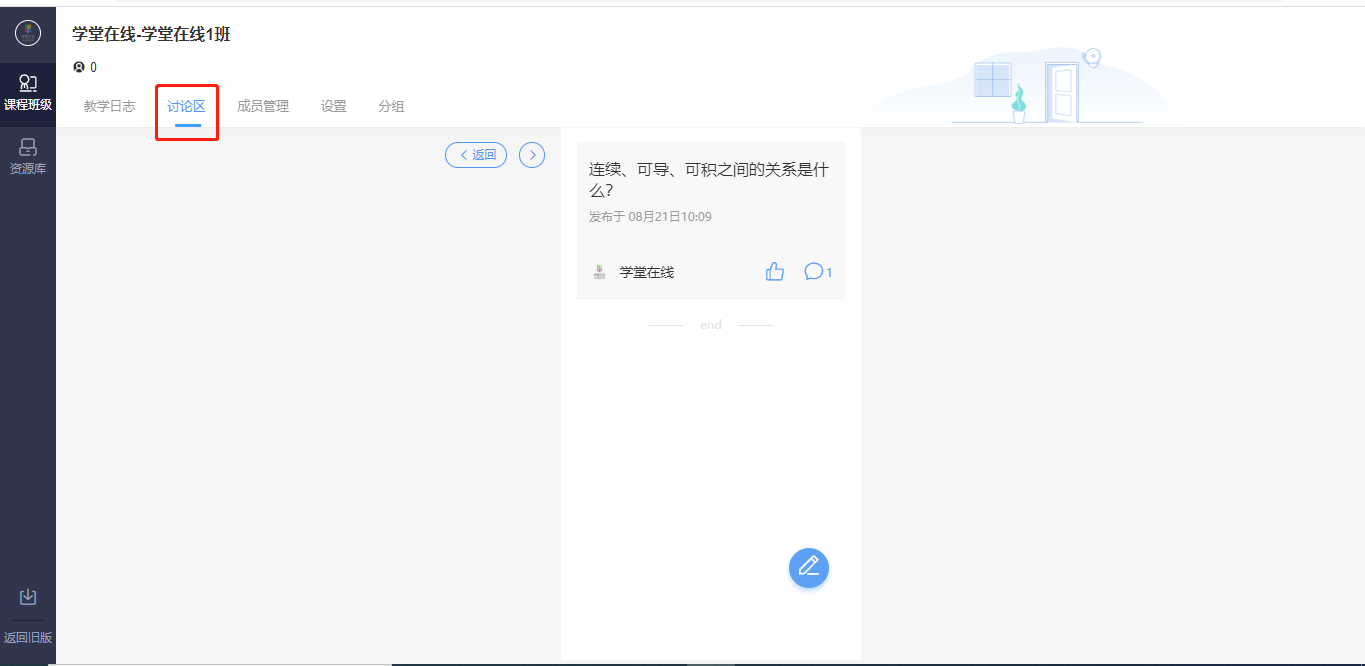 学堂在线-学堂在线1班
0
课程班级
资源库
返回旧版
教学日志
讨论区
成员管理
设置
分组
返回
连续、可导、可积之间的关系是什
么?
发布于 08月21日10:09
学堂在线
1
end